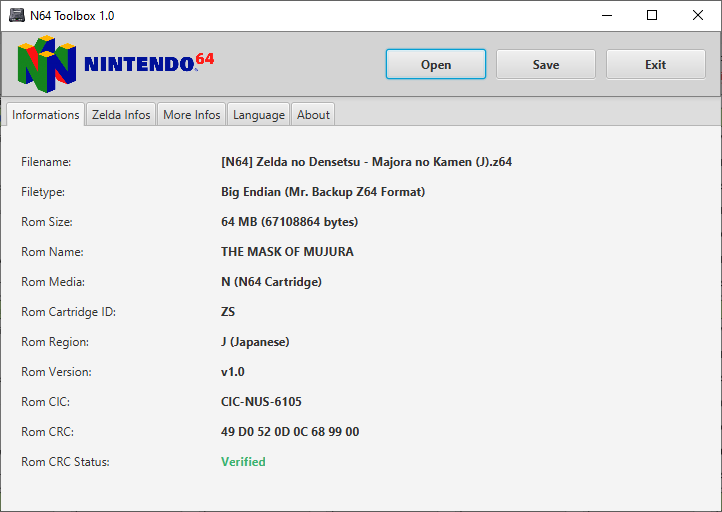 N64 Toolbox 1.0
NINTENDO 64
Open Save Exit
Informations Zelda Infos More Infos Language About
Filename: [N64] Zelda no Densetsu - Majora no Kamen (J).z64
Filetype: Big Endian (Mr. Backup Z64 Format)
Rom Size: 64 MB (67108864 bytes)
Rom Name: THE MASK OF MUJURA
Rom Media: N (N64 Cartridge)
Rom Cartridge ID: ZS
Rom Region: J (Japanese)
Rom Version: v1.0
Rom CIC: CIC-NUS-6105
Rom CRC: 49 D0 52 0D 0C 68 99 00
Rom CRC Status: Verified